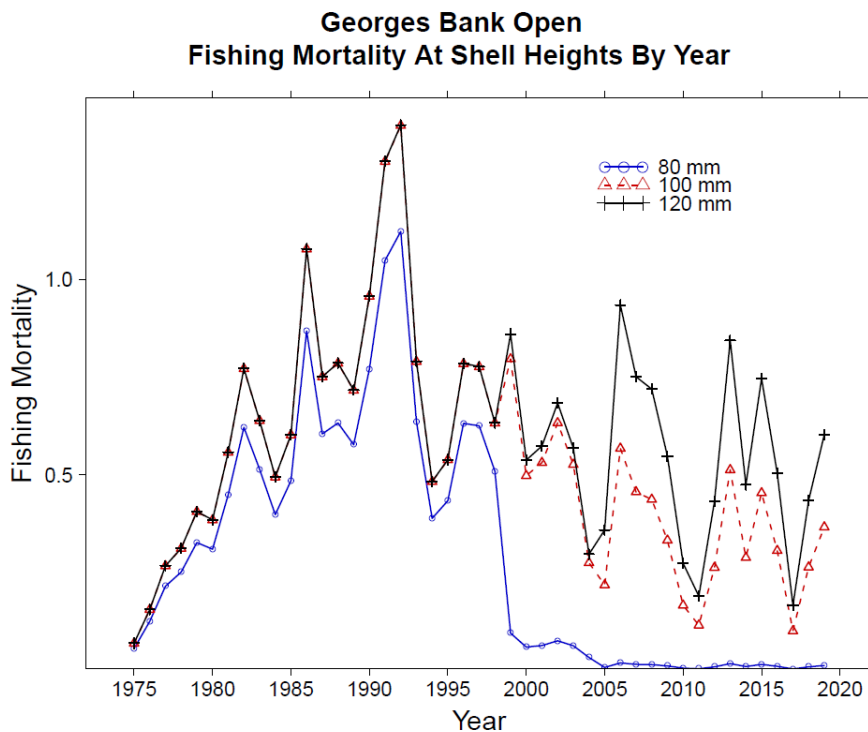 Georges Bank Open
Fishing Mortality At Shell Heights By Year
80 mm
100 mm
120 mm
1.0
0.5
Fishing Mortality
1975 1980 1985 1990 1995 2000 2005 2010 2015 2020
Year